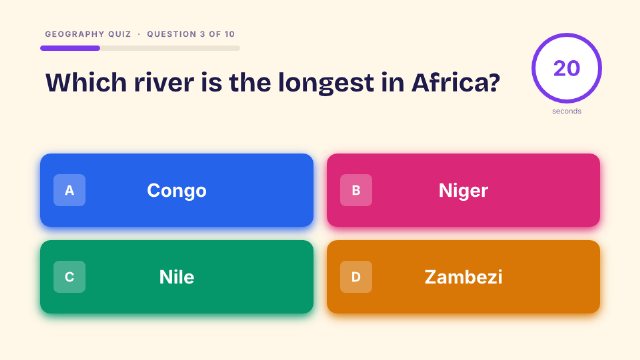 GEOGRAPHY QUIZ · QUESTION 3 OF 10
Which river is the longest in Africa?
20
seconds
A Congo
B Niger
C Nile
D Zambezi